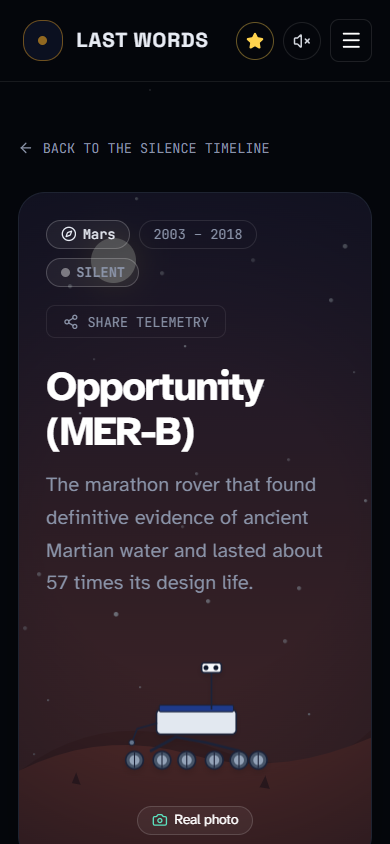 LAST WORDS
BACK TO THE SILENCE TIMELINE
Mars
2003 – 2018
SILENT
SHARE TELEMETRY
Opportunity
(MER-B)
The marathon rover that found
definitive evidence of ancient
Martian water and lasted about
57 times its design life.
Real photo